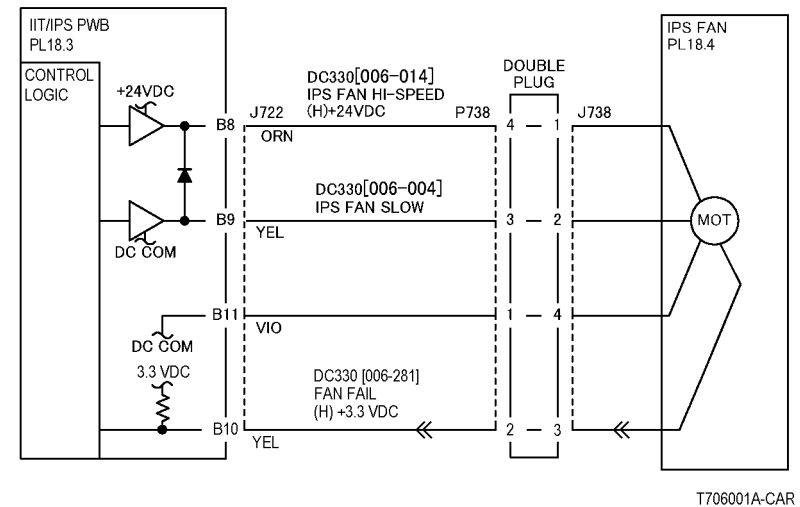 IIT/IPS PWB
PL18.3
CONTROL
LOGIC
+24VDC
DC COM
DC COM
3.3 VDC
B8
B9
B11
B10
J722
ORN
YEL
VIO
YEL
DC330[006-014]
IPS FAN HI-SPEED
(H)+24VDC
DC330[006-004]
IPS FAN SLOW
DC330 [006-281]
FAN FAIL
(H) +3.3 VDC
P738
DOUBLE
PLUG
4 - 1
3 - 2
1 - 4
2 - 3
J738
IPS FAN
PL18.4
MOT
T706001A-CAR